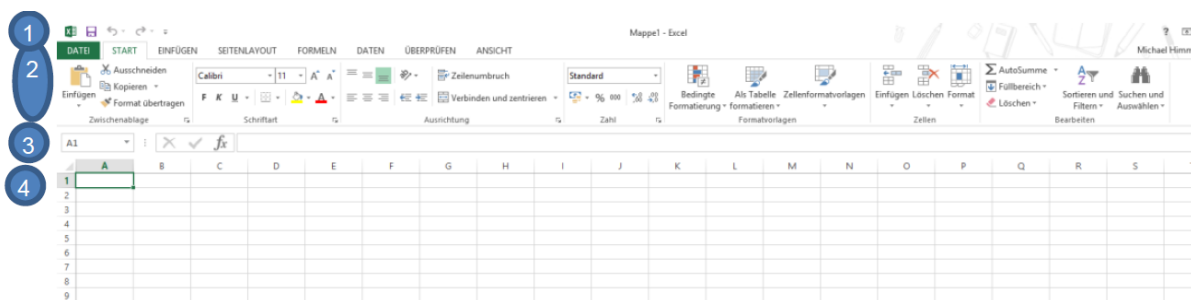 1
Mappe1 - Excel
?
DATEI START EINFÜGEN SEITENLAYOUT FORMELN DATEN ÜBERPRÜFEN ANSICHT
Michael Himm
2
Einfügen
Ausschneiden
Kopieren
Format übertragen
Zwischenablage
Calibri 11 A A
F K U A
Schriftart
Zeilenumbruch
Verbinden und zentrieren
Ausrichtung
Standard
% 000
Zahl
Bedingte Formatierung
Als Tabelle formatieren
Zellenformatvorlagen
Formatvorlagen
Einfügen Löschen Format
Zellen
AutoSumme
Füllbereich
Löschen
Sortieren und Filtern
Suchen und Auswählen
Bearbeiten
3
A1 fx
4
A B C D E F G H I J K L M N O P Q R S
1
2
3
4
5
6
7
8
9